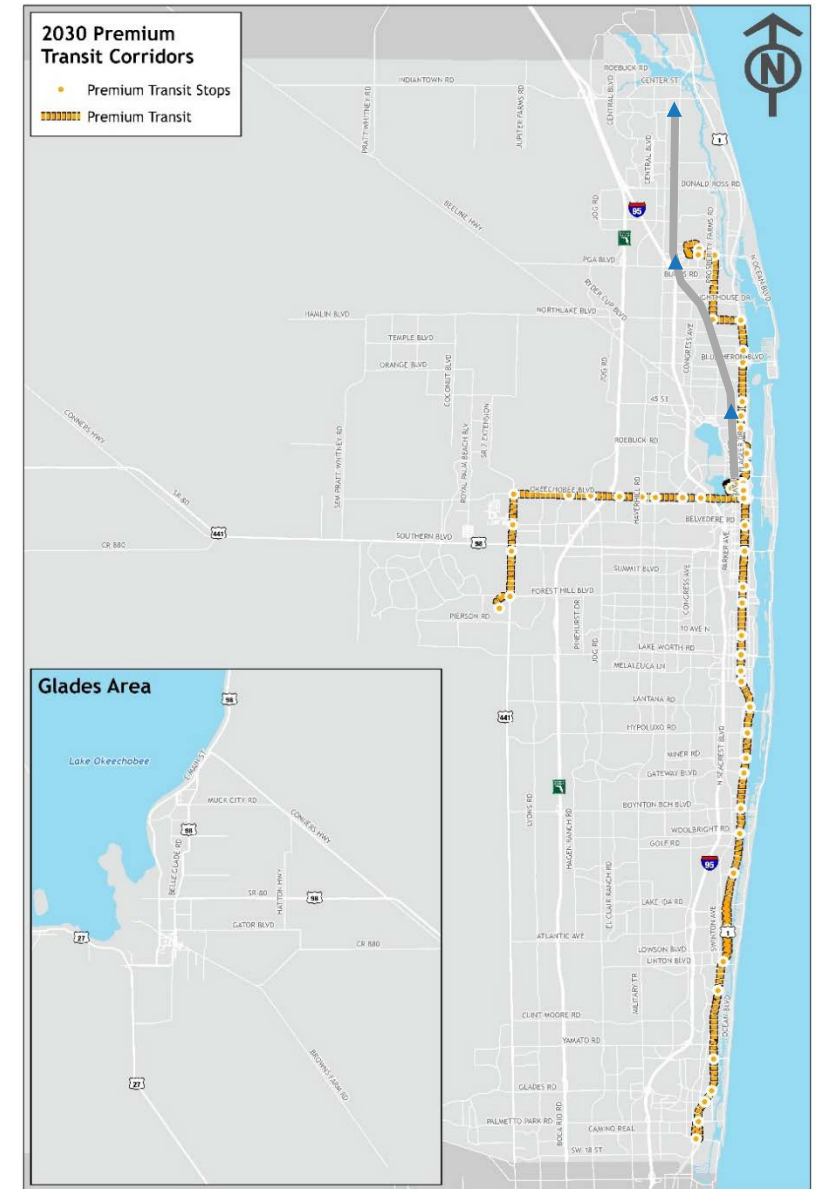 2030 Premium
Transit Corridors
Premium Transit Stops
Premium Transit
N
ROEBUCK RD
CENTER ST
INDIANTOWN RD
CENTRAL BLVD
PRATT WHITNEY RD
JUPITER FARMS RD
1
CENTRAL BLVD
DONALD ROSS RD
BEELINE HWY
JOG RD
95
PROSPERITY FARMS RD
N OCEAN BLVD
PGA BLVD
RYDER CUP BLVD
HAMLIN BLVD
NORTHLAKE BLVD
TEMPLE BLVD
CONGRESS AVE
ORANGE BLVD
COCONUT BLVD
JOG RD
45 ST
CONNERS HWY
SEM PRATT WHITNEY RD
ROYAL PALM BEACH BLV
SR 7 EXTENSION
ROEBUCK RD
HAVERHILL RD
OKEECHOBEE BLVD
SR 80
BELVEDERE RD
441
SOUTHERN BLVD
98
CR 880
PARKER AVE
SUMMIT BLVD
CONGRESS AVE
FOREST HILL BLVD
PIERSON RD
PINEHURST DR
10 AVE N
JOG RD
LAKE WORTH RD
MELALEUCA LN
LANTANA RD
441
HYPOLUXO RD
N SEACREST BLVD
MINER RD
GATEWAY BLVD
LYONS RD
HAGEN RANCH RD
BOYNTON BCH BLVD
WOOLBRIGHT RD
GOLF RD
95
EL CLAIR RANCH RD
LAKE IDA RD
SWINTON AVE
1
ATLANTIC AVE
LOWSON BLVD
LINTON BLVD
MILITARY TR
OCEAN BLVD
CLINT MOORE RD
YAMATO RD
GLADES RD
PALMETTO PARK RD
BOCA RIO RD
CAMINO REAL
SW 18 ST
Glades Area
98
Lake Okeechobee
E MAIN ST
MUCK CITY RD
CONNERS HWY
98
BELLE GLADE RD
HATTON HWY
SR 80
98
GATOR BLVD
27
CR 880
27
BROWNS FARM RD